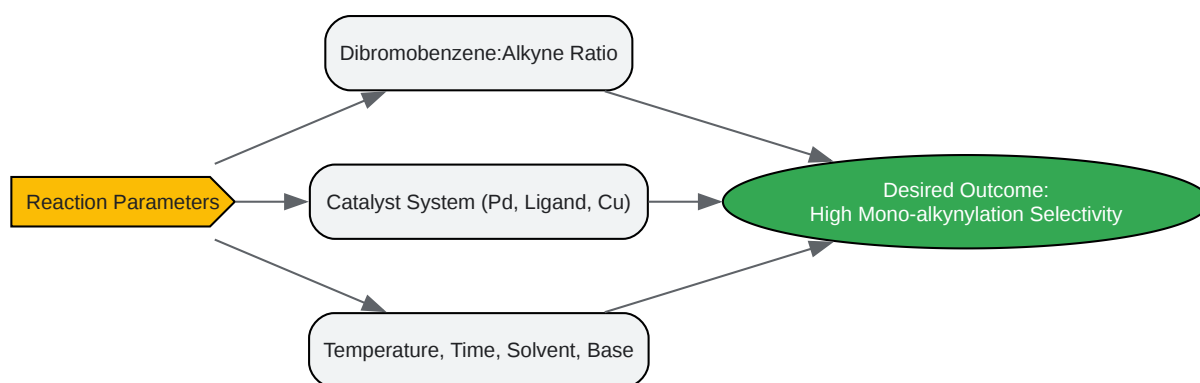 Dibromobenzene:Alkyne Ratio
Reaction Parameters
Catalyst System (Pd, Ligand, Cu)
Desired Outcome:
High Mono-alkynylation Selectivity
Temperature, Time, Solvent, Base